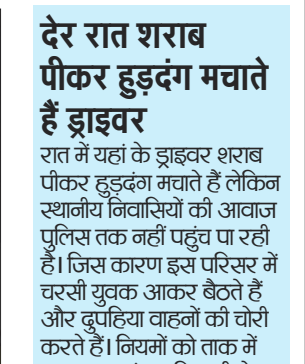 देर रात शराब
पीकर हुड़दंग मचाते
हैं ड्राइवर
रात में यहां के ड्राइवर शराब
पीकर हुड़दंग मचाते हैं लेकिन
स्थानीय निवासियों की आवाज
पुलिस तक नहीं पहुंच पा रही
है। जिस कारण इस परिसर में
चरसी युवक आकर बैठते हैं
और दुपहिया वाहनों की चोरी
करते हैं। नियमों को ताक में